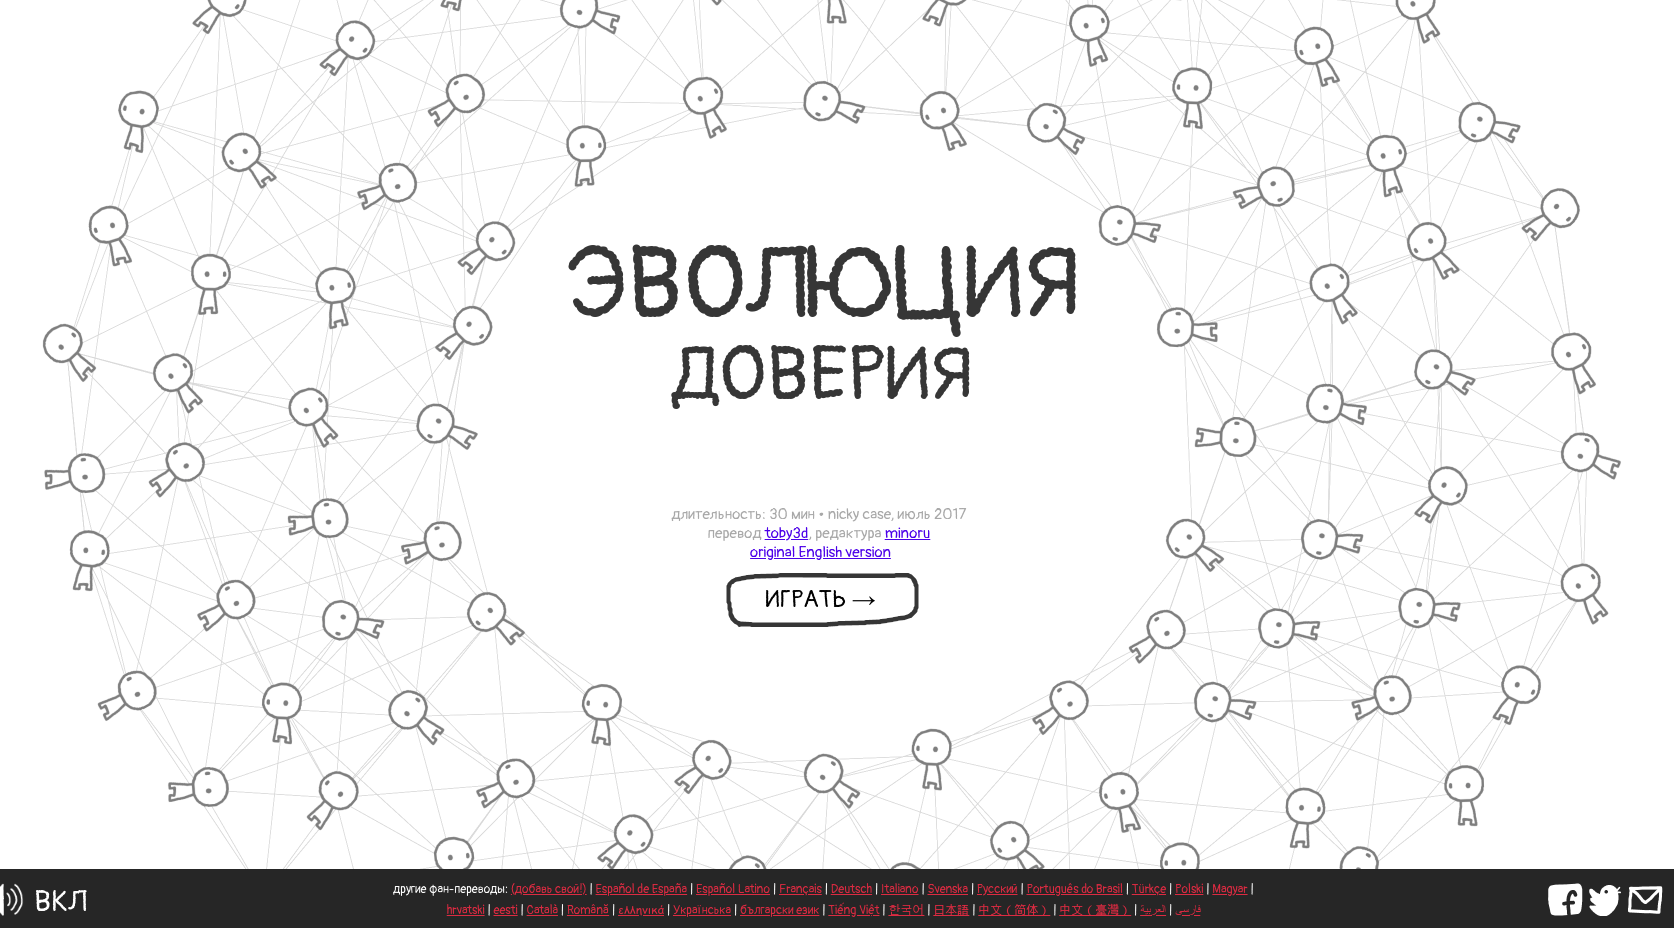 ЭВОЛЮЦИЯ
ДОВЕРИЯ
длительность: 30 мин • nicky case, июль 2017
перевод toby3d, редактура minoru
original English version
ИГРАТЬ →
ВКЛ
другие фан-переводы: (добавь свой!) | Español de España | Español Latino | Français | Deutsch | Italiano | Svenska | Русский | Português do Brasil | Türkçe | Polski | Magyar |
hrvatski | eesti | Català | Română | ελληνικά | Українська | български език | Tiếng Việt | 한국어 | 日本語 | 中文（简体） | 中文（臺灣） | العربية | فارسی